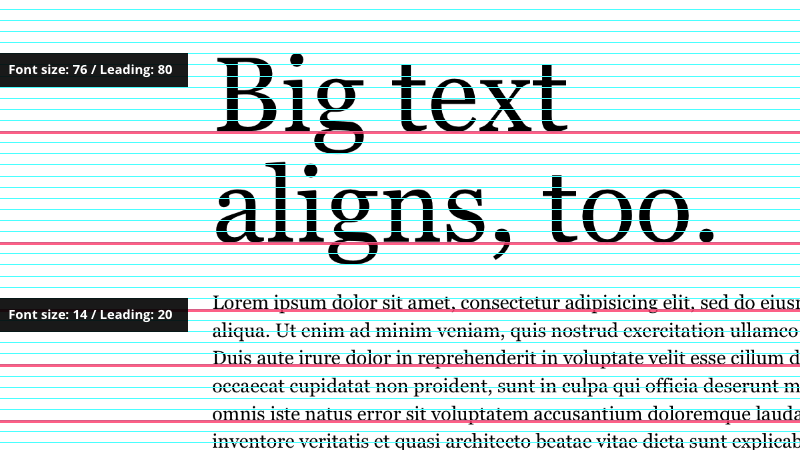 Font size: 76 / Leading: 80
Big text
aligns, too.
Font size: 14 / Leading: 20
Lorem ipsum dolor sit amet, consectetur adipisicing elit, sed do
aliqua. Ut enim ad minim veniam, quis nostrud exercitation ullamco
Duis aute irure dolor in reprehenderit in voluptate velit esse cillum
occaecat cupidatat non proident, sunt in culpa qui officia deserunt
omnis iste natus error sit voluptatem accusantium doloremque
inventore veritatis et quasi architecto beatae vitae dicta sunt